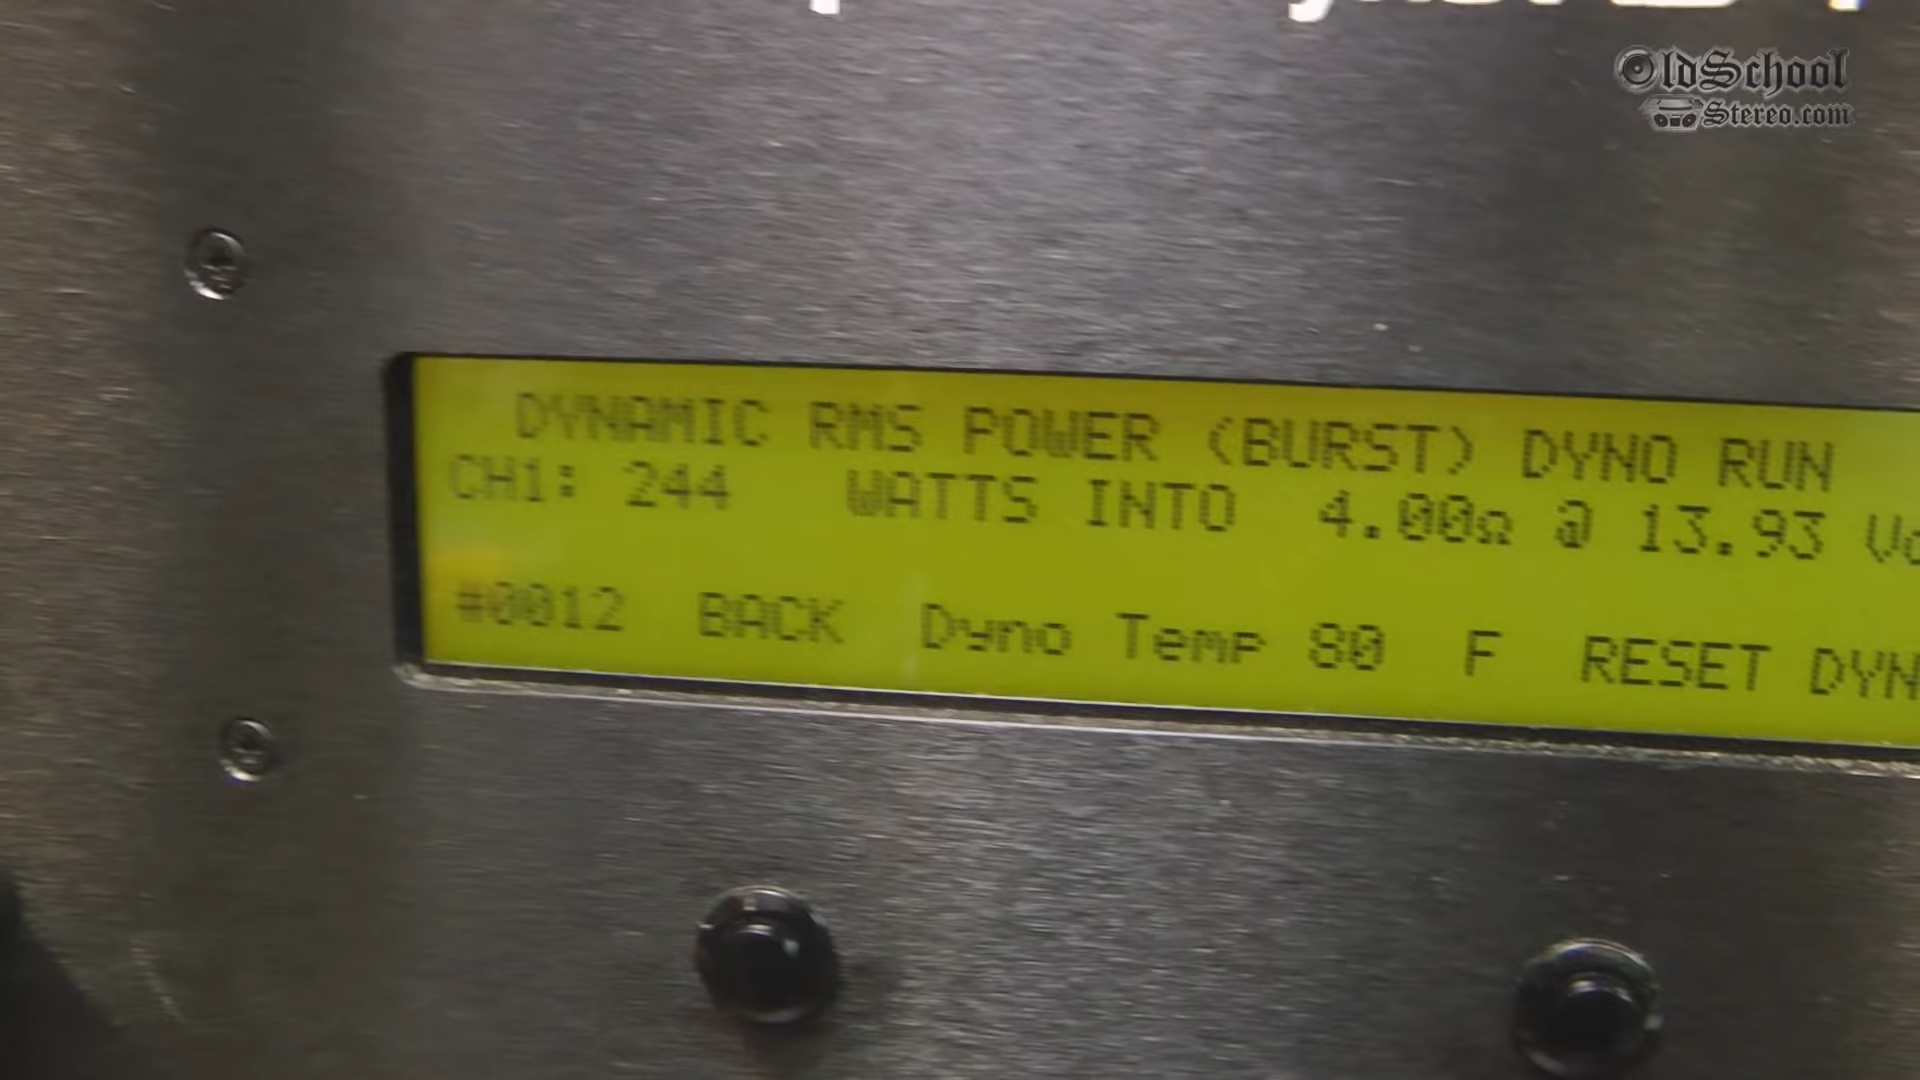 OldSchool
Stereo.com
DYNAMIC RMS POWER (BURST) DYNO RUN
CH1: 244 WATTS INTO 4.00Ω @ 13.93
#0012 BACK Dyno Temp 80 F RESET